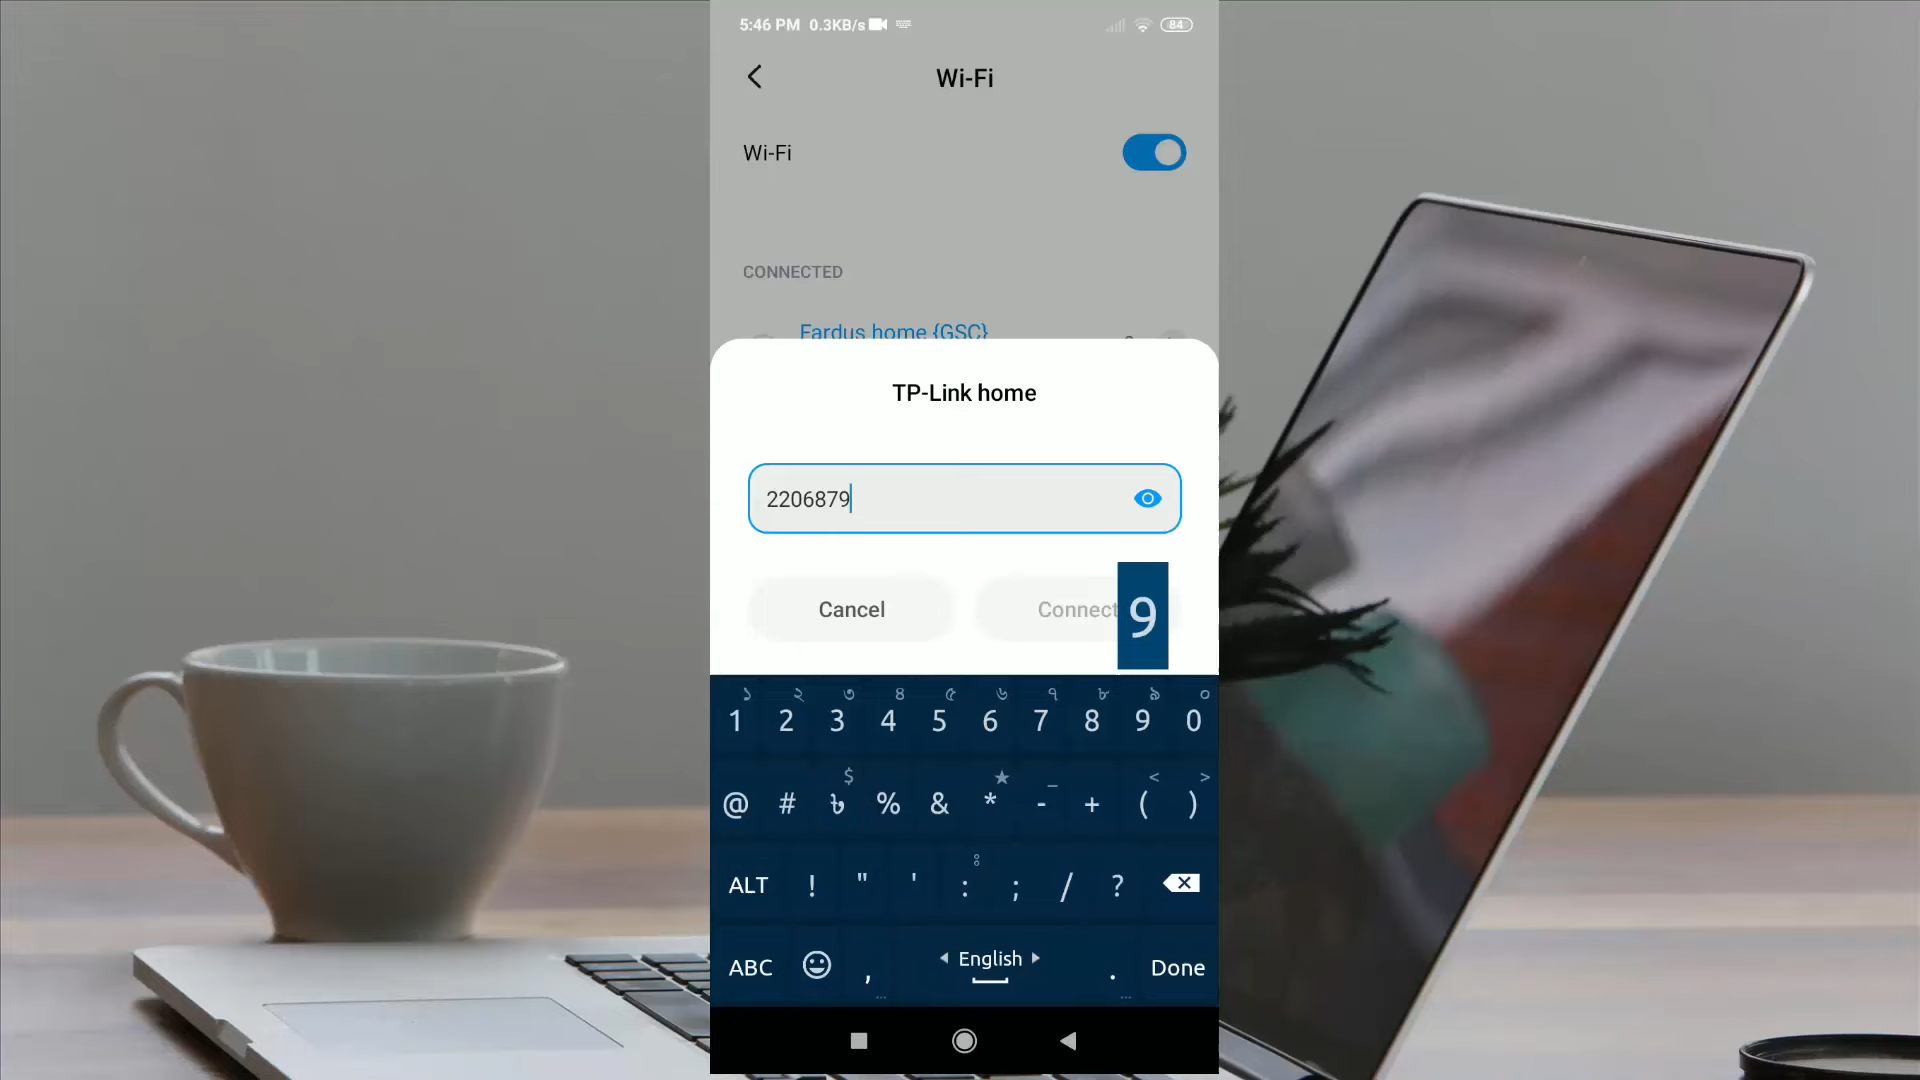 5:46 PM 0.3KB/s 84
Wi-Fi
Wi-Fi
CONNECTED
Fardus home {GSC}
TP-Link home
2206879
Cancel Connect 9
১ ২ ৩ ৪ ৫ ৬ ৭ ৮ ৯ ০
1 2 3 4 5 6 7 8 9 0
$ ★ _ < >
@ # ৳ % & * - + ( )
ঃ
ALT ! " ' : ; / ?
ABC , English . Done
... ...